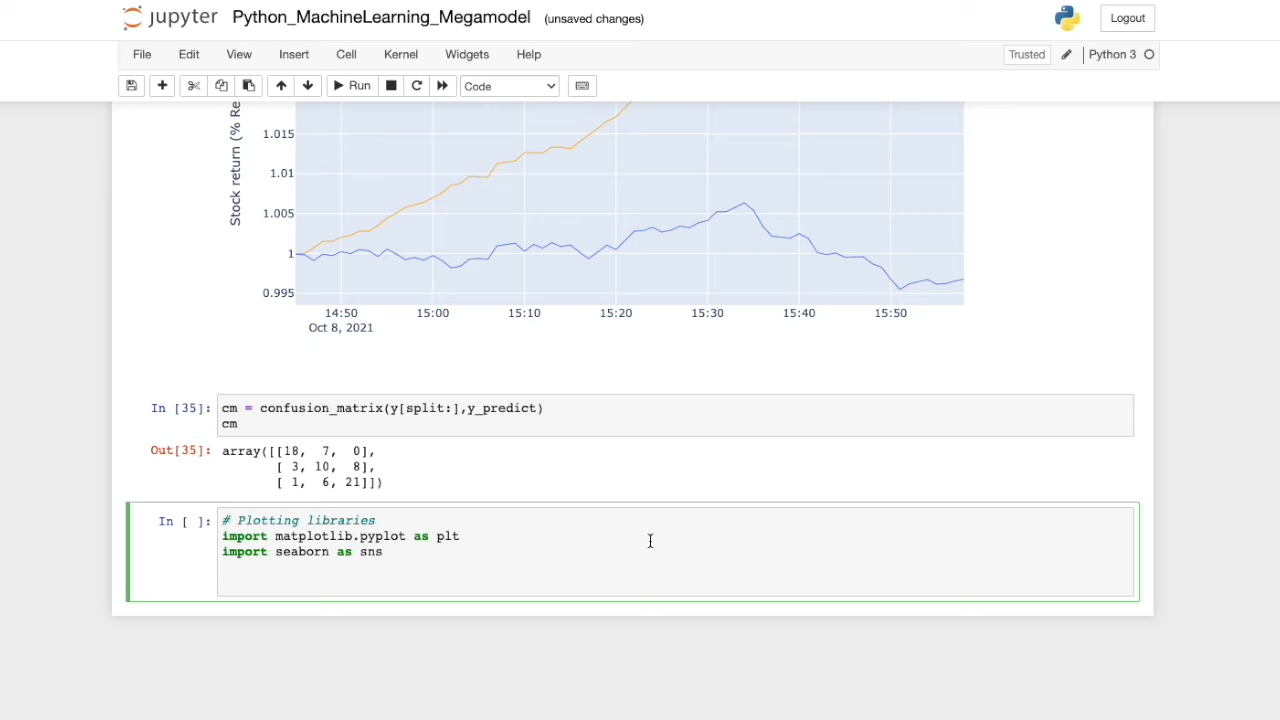 jupyter Python_MachineLearning_Megamodel (unsaved changes) Logout
File Edit View Insert Cell Kernel Widgets Help Trusted Python 3
Run Code
Stock return (% Re
1.015
1.01
1.005
1
0.995
14:50 15:00 15:10 15:20 15:30 15:40 15:50
Oct 8, 2021
In [35]: cm = confusion_matrix(y[split:],y_predict)
cm
Out[35]: array([[18, 7, 0],
[ 3, 10, 8],
[ 1, 6, 21]])
In [ ]: # Plotting libraries
import matplotlib.pyplot as plt
import seaborn as sns